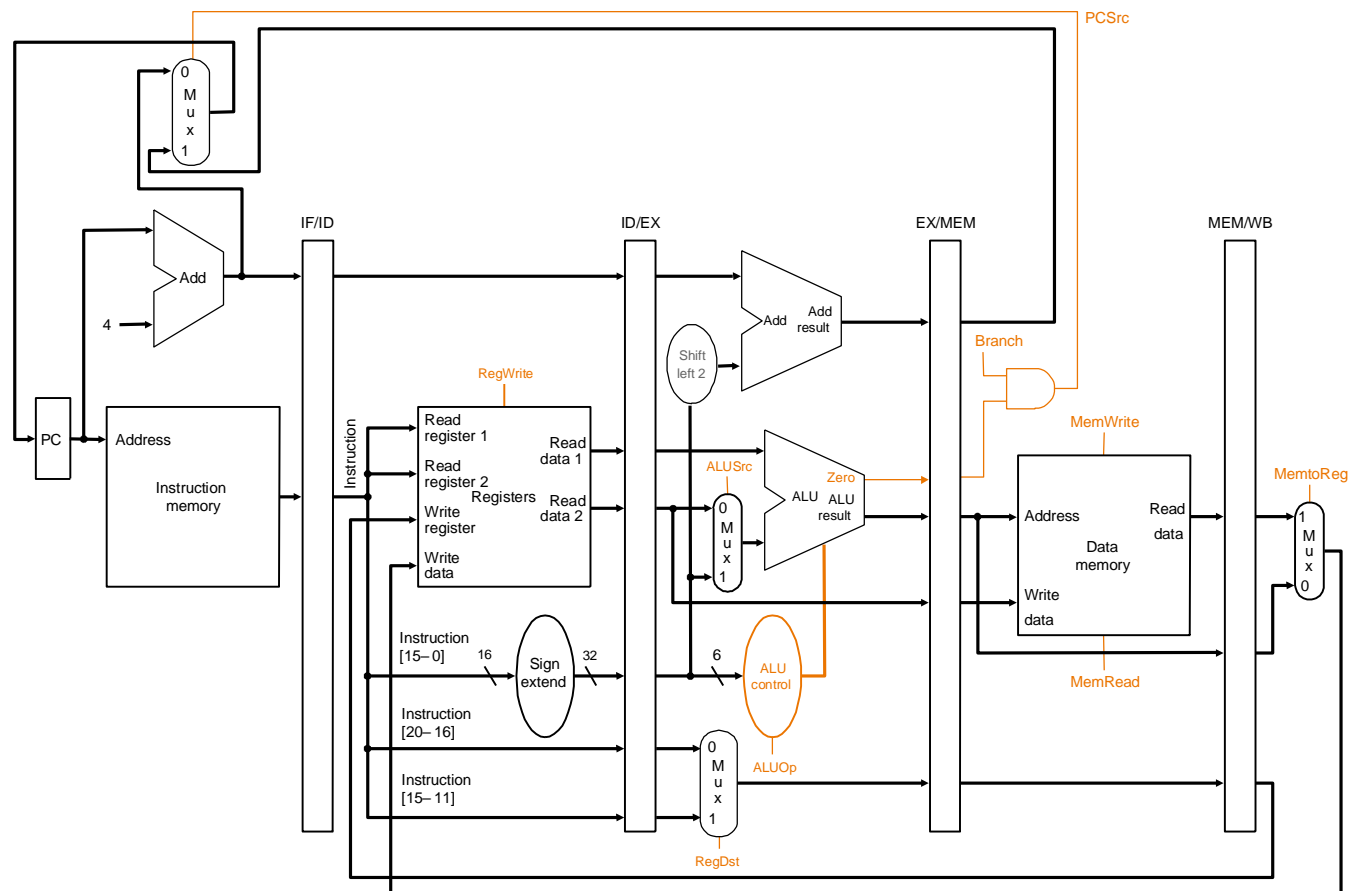 PCSrc
0
M
u
x
1
IF/ID
ID/EX
EX/MEM
MEM/WB
Add
4
Add
Add
result
Shift
left 2
Branch
RegWrite
PC
Address
Instruction
memory
Instruction
Read
register 1
Read
register 2
Write
register
Write
data
Registers
Read
data 1
Read
data 2
ALUSrc
0
M
u
x
1
Zero
ALU
ALU
result
MemWrite
Address
Read
data
Data
memory
Write
data
MemRead
MemtoReg
1
M
u
x
0
Instruction
[15–0]
16
Sign
extend
32
6
ALU
control
ALUOp
Instruction
[20–16]
Instruction
[15–11]
0
M
u
x
1
RegDst